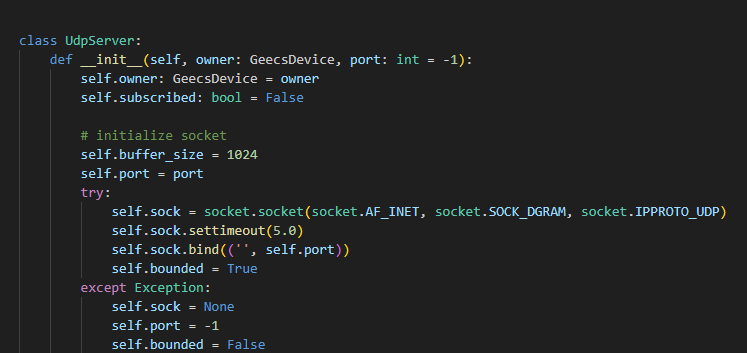 class UdpServer:
    def __init__(self, owner: GeecsDevice, port: int = -1):
        self.owner: GeecsDevice = owner
        self.subscribed: bool = False

        # initialize socket
        self.buffer_size = 1024
        self.port = port
        try:
            self.sock = socket.socket(socket.AF_INET, socket.SOCK_DGRAM, socket.IPPROTO_UDP)
            self.sock.settimeout(5.0)
            self.sock.bind(('', self.port))
            self.bounded = True
        except Exception:
            self.sock = None
            self.port = -1
            self.bounded = False